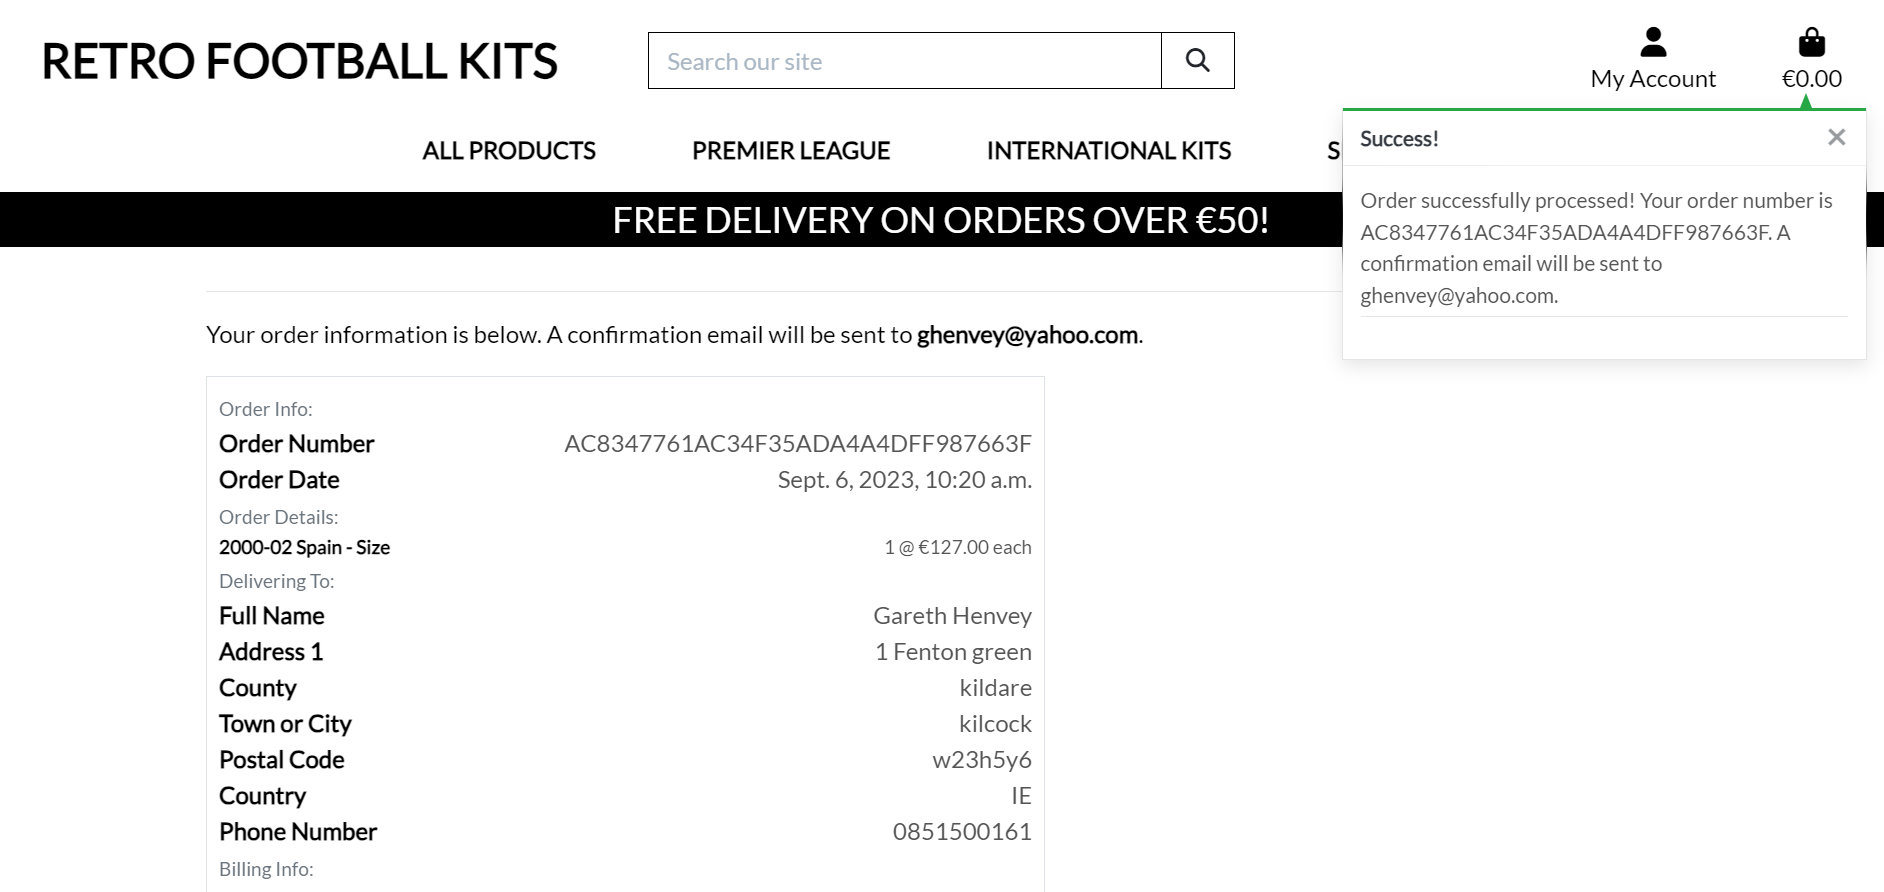 RETRO FOOTBALL KITS
Search our site
My Account
€0.00
ALL PRODUCTS PREMIER LEAGUE INTERNATIONAL KITS
FREE DELIVERY ON ORDERS OVER €50!
Success!
Order successfully processed! Your order number is
AC8347761AC34F35ADA4A4DFF987663F. A
confirmation email will be sent to
ghenvey@yahoo.com.
Your order information is below. A confirmation email will be sent to ghenvey@yahoo.com.
Order Info:
Order Number AC8347761AC34F35ADA4A4DFF987663F
Order Date Sept. 6, 2023, 10:20 a.m.
Order Details:
2000-02 Spain - Size 1 @ €127.00 each
Delivering To:
Full Name Gareth Henvey
Address 1 1 Fenton green
County kildare
Town or City kilcock
Postal Code w23h5y6
Country IE
Phone Number 0851500161
Billing Info: